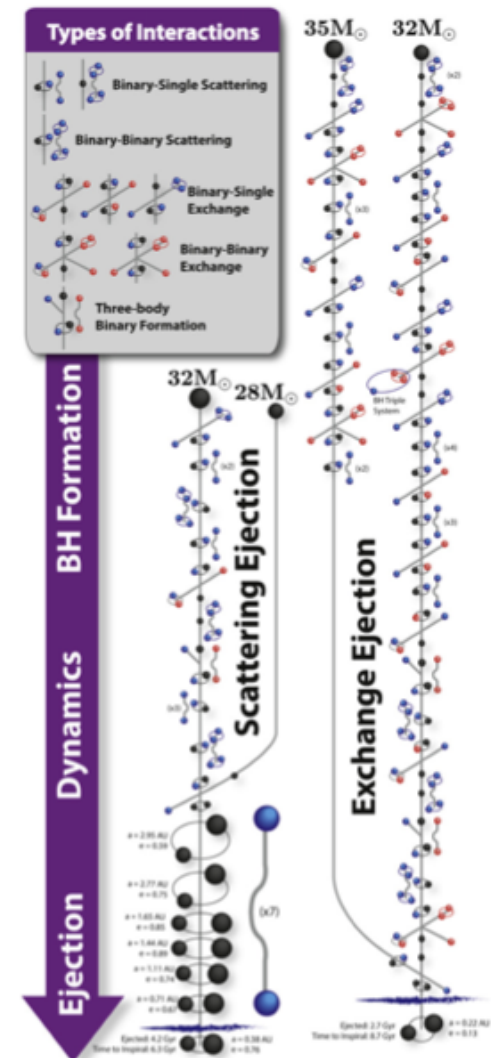 Types of Interactions
Binary-Single Scattering
Binary-Binary Scattering
Binary-Single
Exchange
Binary-Binary
Exchange
Three-body
Binary Formation
35M⊙
32M⊙
(x2)
(x3)
BH Triple
System
(x4)
(x2)
(x3)
32M⊙
28M⊙
(x2)
(x3)
BH Formation
Dynamics
Ejection
Scattering Ejection
Exchange Ejection
a = 2.95 AU
e = 0.59
a = 2.77 AU
e = 0.75
a = 1.65 AU
e = 0.85
a = 1.44 AU
e = 0.89
a = 1.11 AU
e = 0.74
a = 0.71 AU
e = 0.67
(x7)
Ejected: 4.2 Gyr
Time to Inspiral: 6.3 Gyr
a = 0.38 AU
e = 0.76
Ejected: 2.7 Gyr
Time to Inspiral: 8.7 Gyr
a = 0.22 AU
e = 0.13